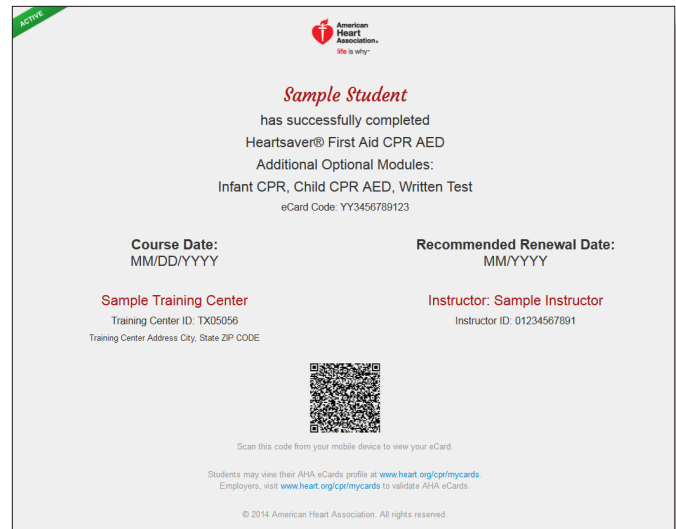 ACTIVE
American
Heart
Association®
life is why™
Sample Student
has successfully completed
Heartsaver® First Aid CPR AED
Additional Optional Modules:
Infant CPR, Child CPR AED, Written Test
eCard Code: YY3456789123
Course Date:
MM/DD/YYYY
Recommended Renewal Date:
MM/YYYY
Sample Training Center
Training Center ID: TX05056
Training Center Address City, State ZIP CODE
Instructor: Sample Instructor
Instructor ID: 01234567891
Scan this code from your mobile device to view your eCard.
Students may view their AHA eCards profile at www.heart.org/cpr/mycards.
Employers, visit www.heart.org/cpr/mycards to validate AHA eCards.
© 2014 American Heart Association. All rights reserved.